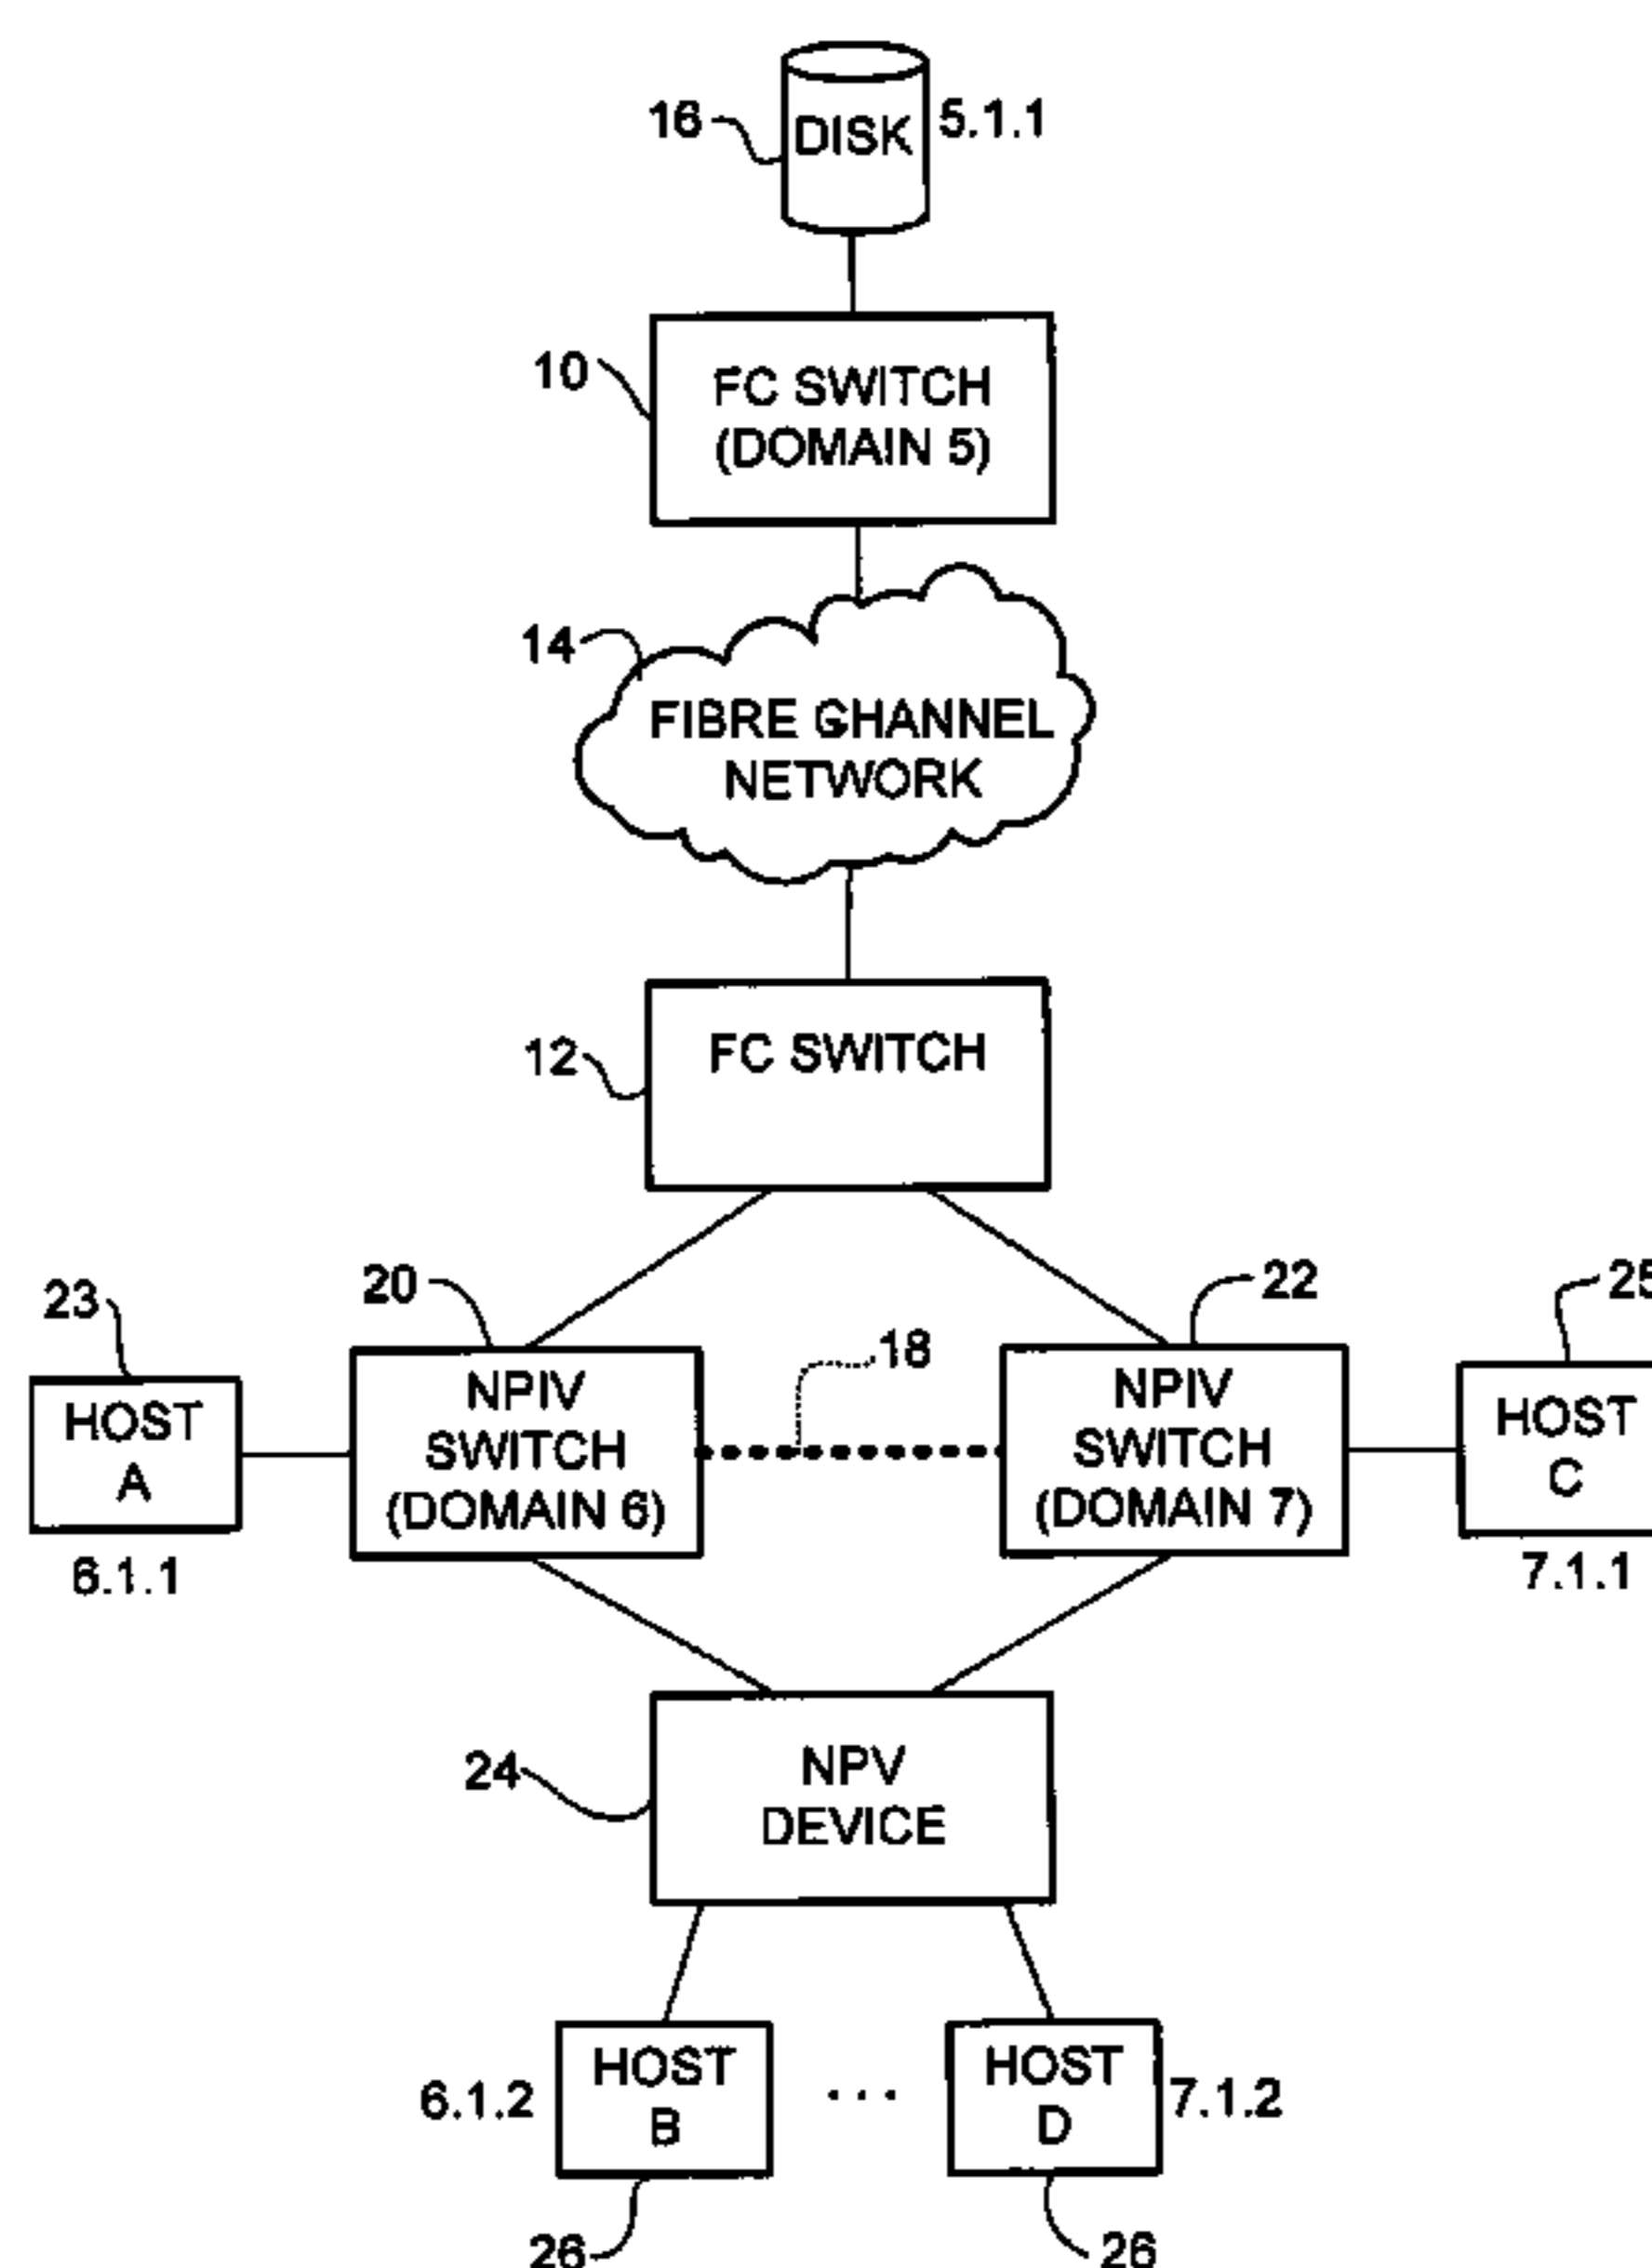 16
DISK
5.1.1
10
FC SWITCH
(DOMAIN 5)
14
FIBRE GHANNEL
NETWORK
12
FC SWITCH
20
22
23
25
18
HOST
A
6.1.1
NPIV
SWITCH
(DOMAIN 6)
NPIV
SWITCH
(DOMAIN 7)
HOST
C
7.1.1
24
NPV
DEVICE
6.1.2
HOST
B
...
HOST
D
7.1.2
26
26